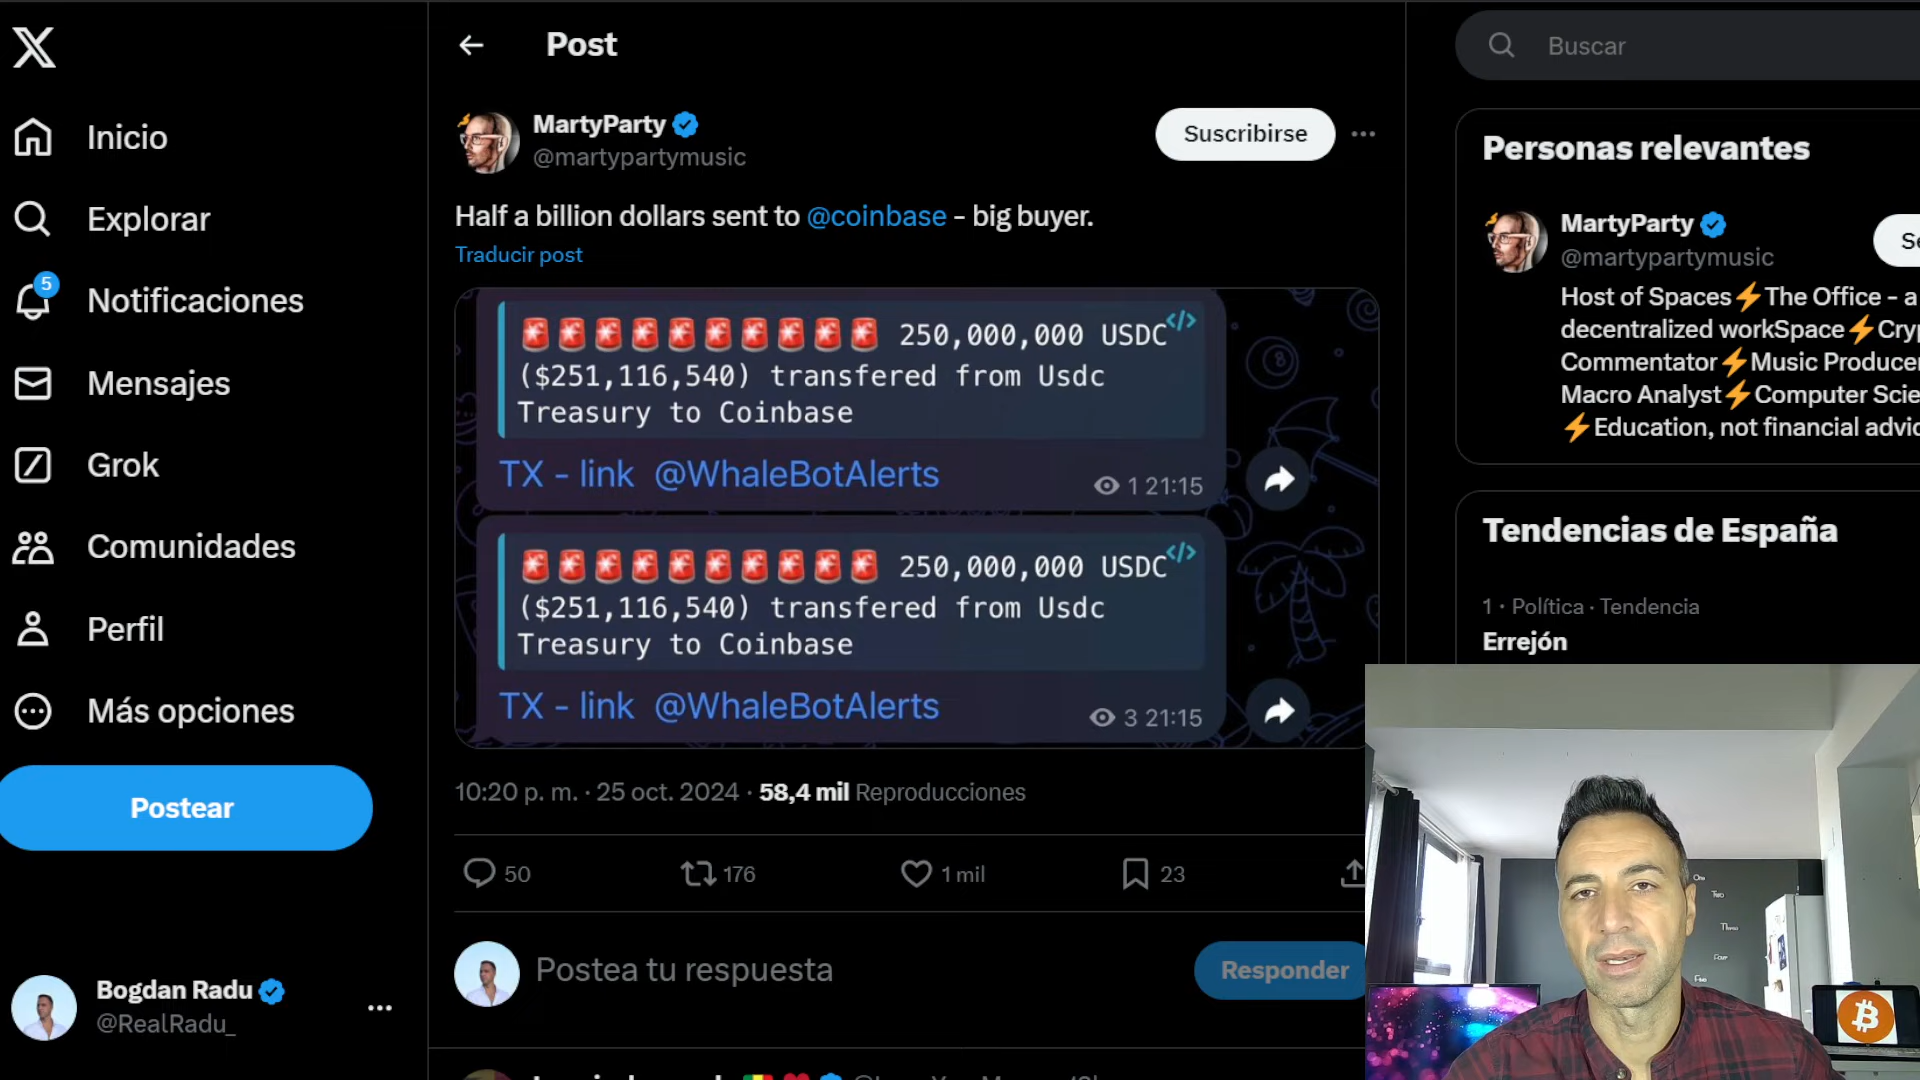 Inicio
Explorar
5
Notificaciones
Mensajes
Grok
Comunidades
Perfil
Más opciones
Postear
Bogdan Radu
@RealRadu_
Post
MartyParty
@martypartymusic
Suscribirse
Half a billion dollars sent to @coinbase - big buyer.
Traducir post
250,000,000 USDC
($251,116,540) transfered from Usdc
Treasury to Coinbase
TX - link @WhaleBotAlerts
1 21:15
250,000,000 USDC
($251,116,540) transfered from Usdc
Treasury to Coinbase
TX - link @WhaleBotAlerts
3 21:15
10:20 p. m. · 25 oct. 2024 · 58,4 mil Reproducciones
50
176
1 mil
23
Postea tu respuesta
Responder
Buscar
Personas relevantes
MartyParty
@martypartymusic
Host of Spaces⚡The Office - a
decentralized workSpace⚡
Commentator⚡Music Producer
Macro Analyst⚡Computer
⚡Education, not financial
Tendencias de España
1 · Política · Tendencia
Errejón
One
Two
Four
Five